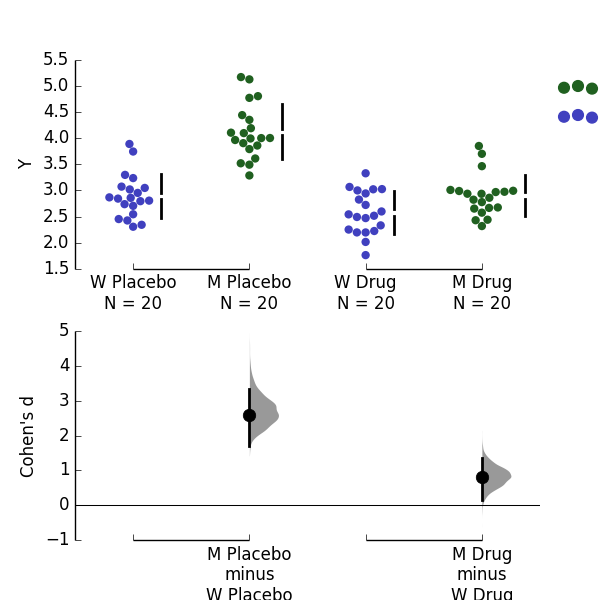 5.5
5.0
4.5
4.0
3.5
3.0
2.5
2.0
1.5
Y
W Placebo M Placebo W Drug M Drug
N = 20 N = 20 N = 20 N = 20
5
4
3
2
1
0
−1
Cohen's d
M Placebo M Drug
minus minus
W Placebo W Drug